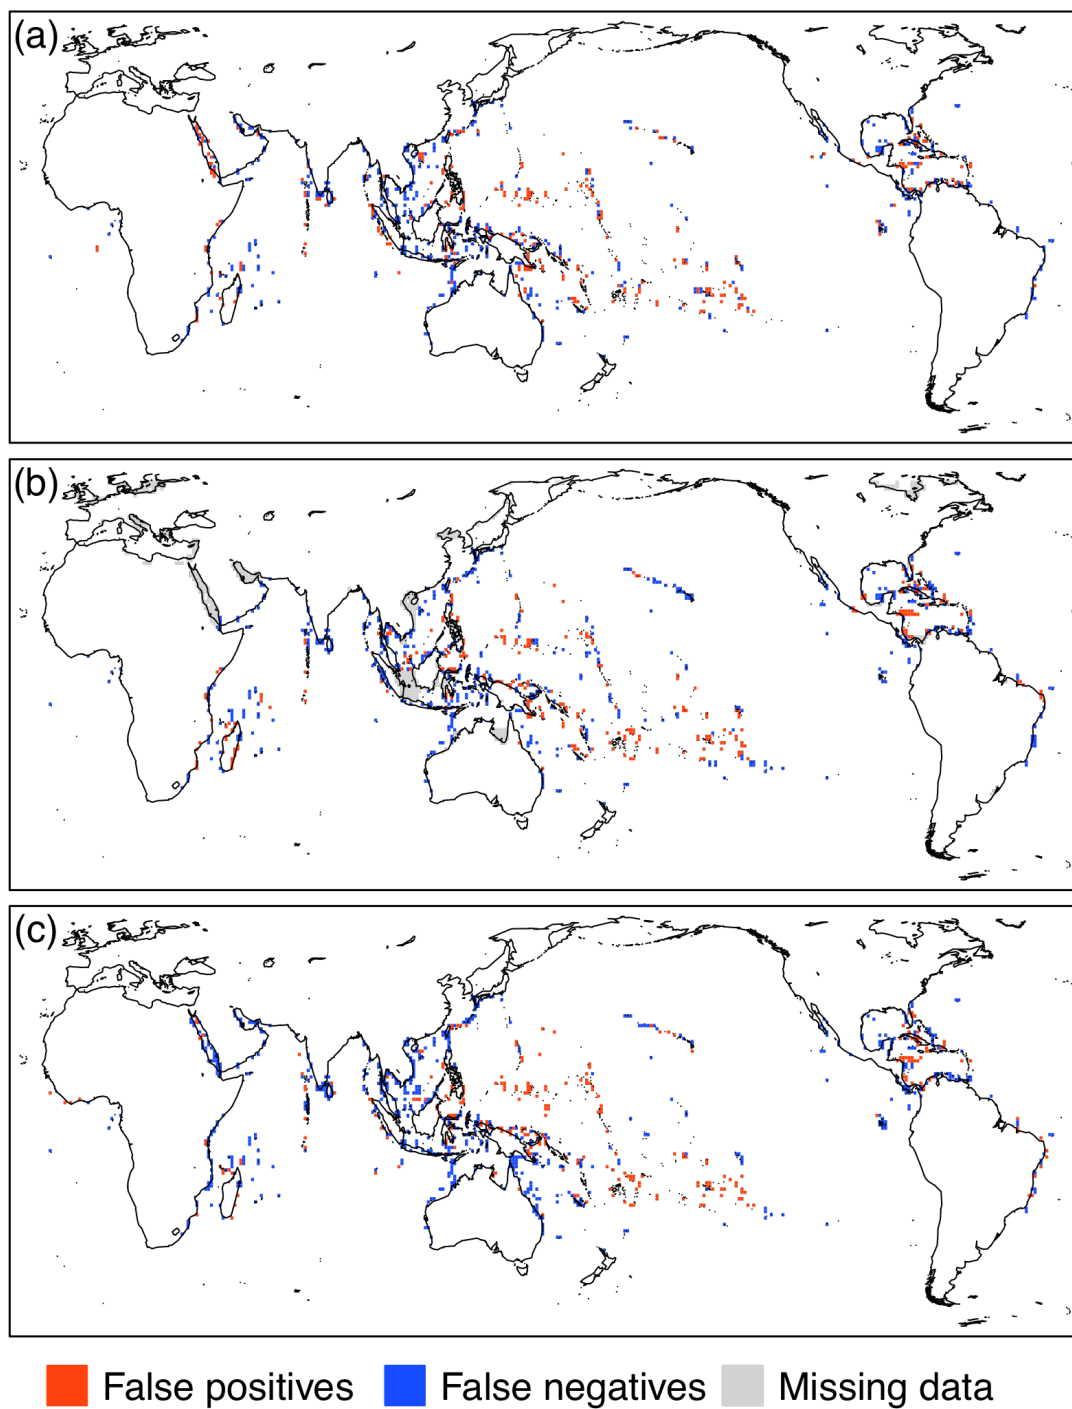 (a)
(b)
(c)
False positives
False negatives
Missing data